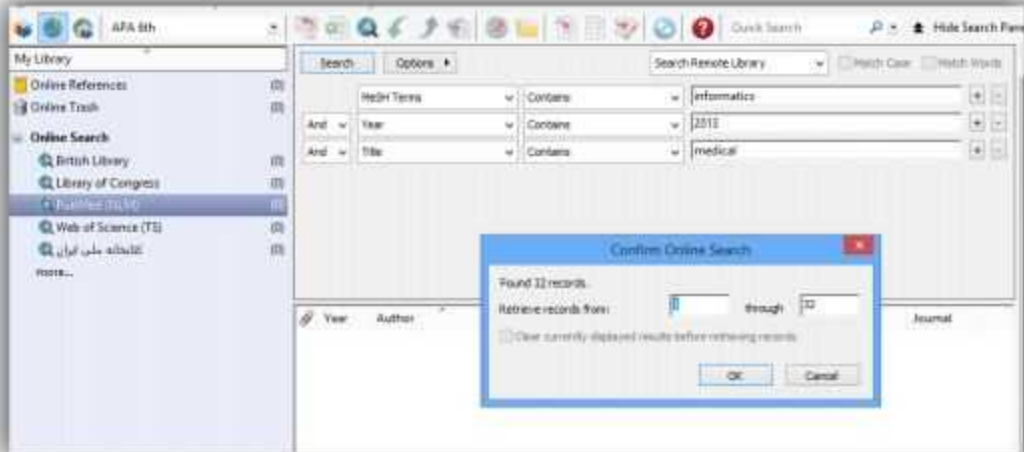 APA 6th
Quick Search
Hide Search Pane
My Library
Search
Options
Search Remote Library
Match Case
Match Words
Online References (0)
Online Trash (0)
MeSH Terms
Contains
informatics
And
Year
Contains
2013
And
Title
Contains
medical
Online Search
British Library (0)
Library of Congress (0)
PubMed (NLM) (0)
Web of Science (TS) (0)
کتابخانه ملی ایران (0)
more...
Confirm Online Search
Found 32 records.
Retrieve records from: 1 through 32
Clear currently displayed results before retrieving records
OK
Cancel
Year
Author
Journal